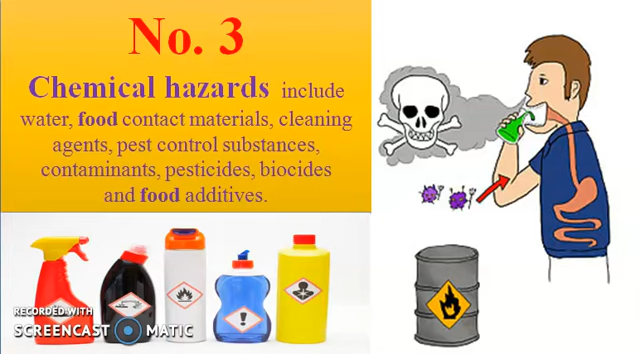 No. 3
Chemical hazards include
water, food contact materials, cleaning
agents, pest control substances,
contaminants, pesticides, biocides
and food additives.
RECORDED WITH
SCREENCAST MATIC